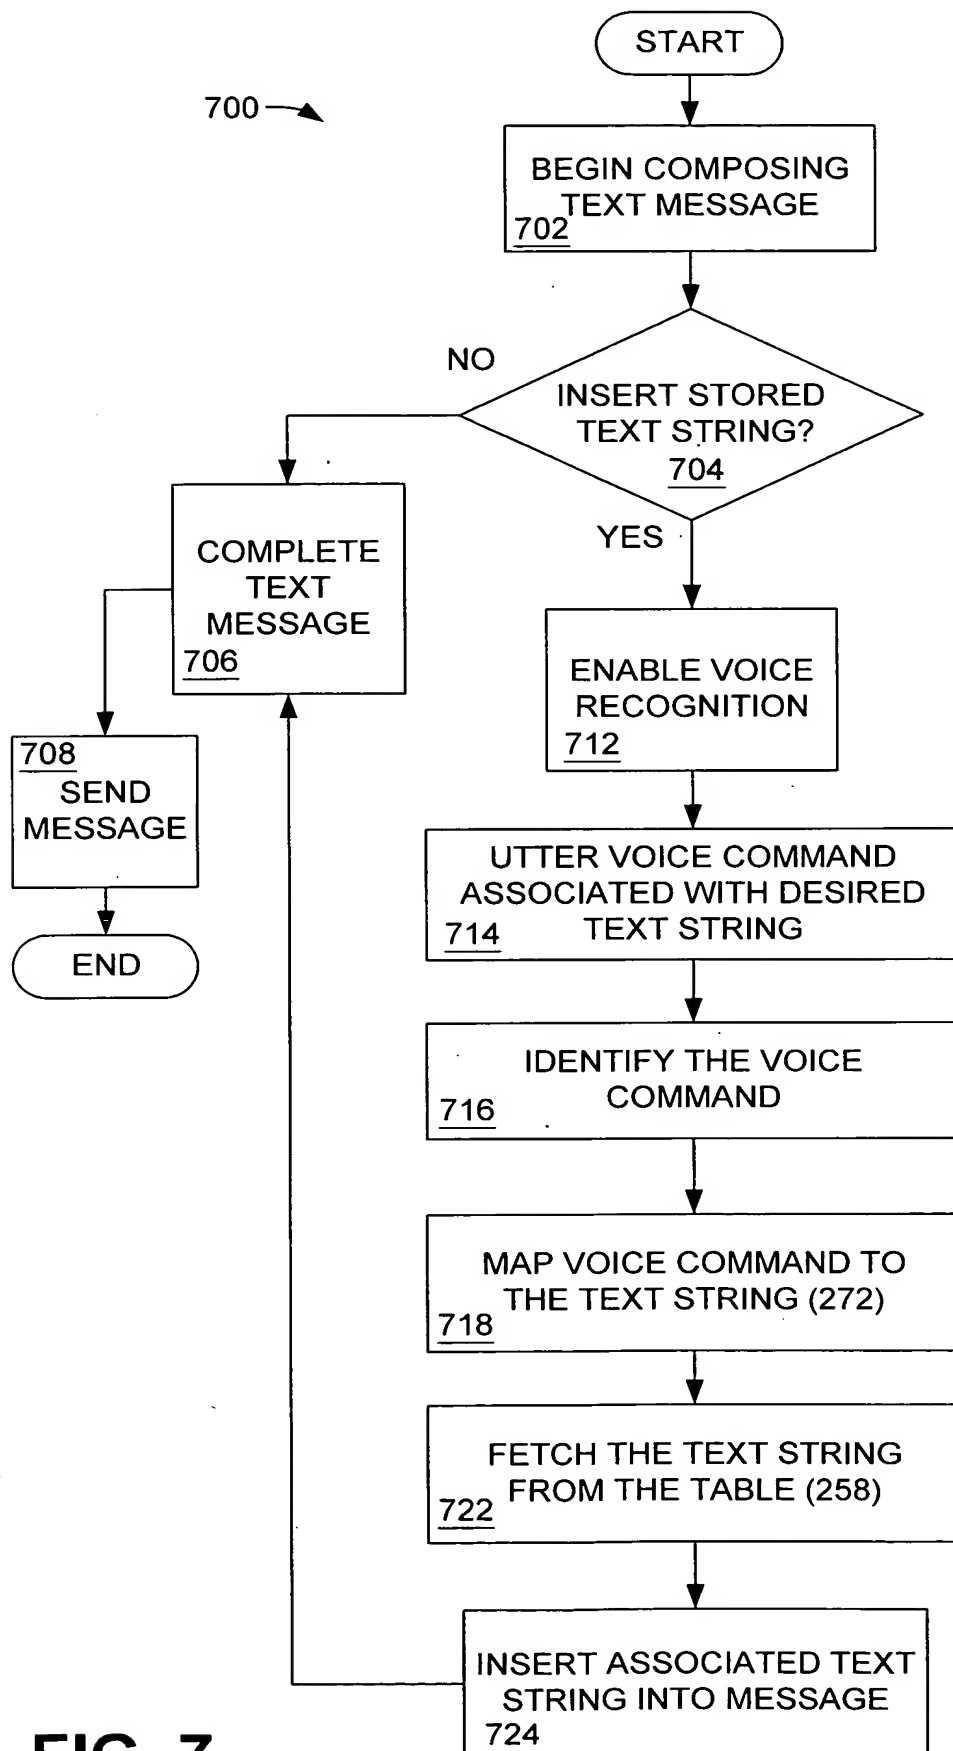 START
700
BEGIN COMPOSING
TEXT MESSAGE
702
NO
INSERT STORED
TEXT STRING?
704
YES
COMPLETE
TEXT
MESSAGE
706
ENABLE VOICE
RECOGNITION
712
708
SEND
MESSAGE
END
UTTER VOICE COMMAND
ASSOCIATED WITH DESIRED
TEXT STRING
714
IDENTIFY THE VOICE
COMMAND
716
MAP VOICE COMMAND TO
THE TEXT STRING (272)
718
FETCH THE TEXT STRING
FROM THE TABLE (258)
722
INSERT ASSOCIATED TEXT
STRING INTO MESSAGE
724
FIG. 7